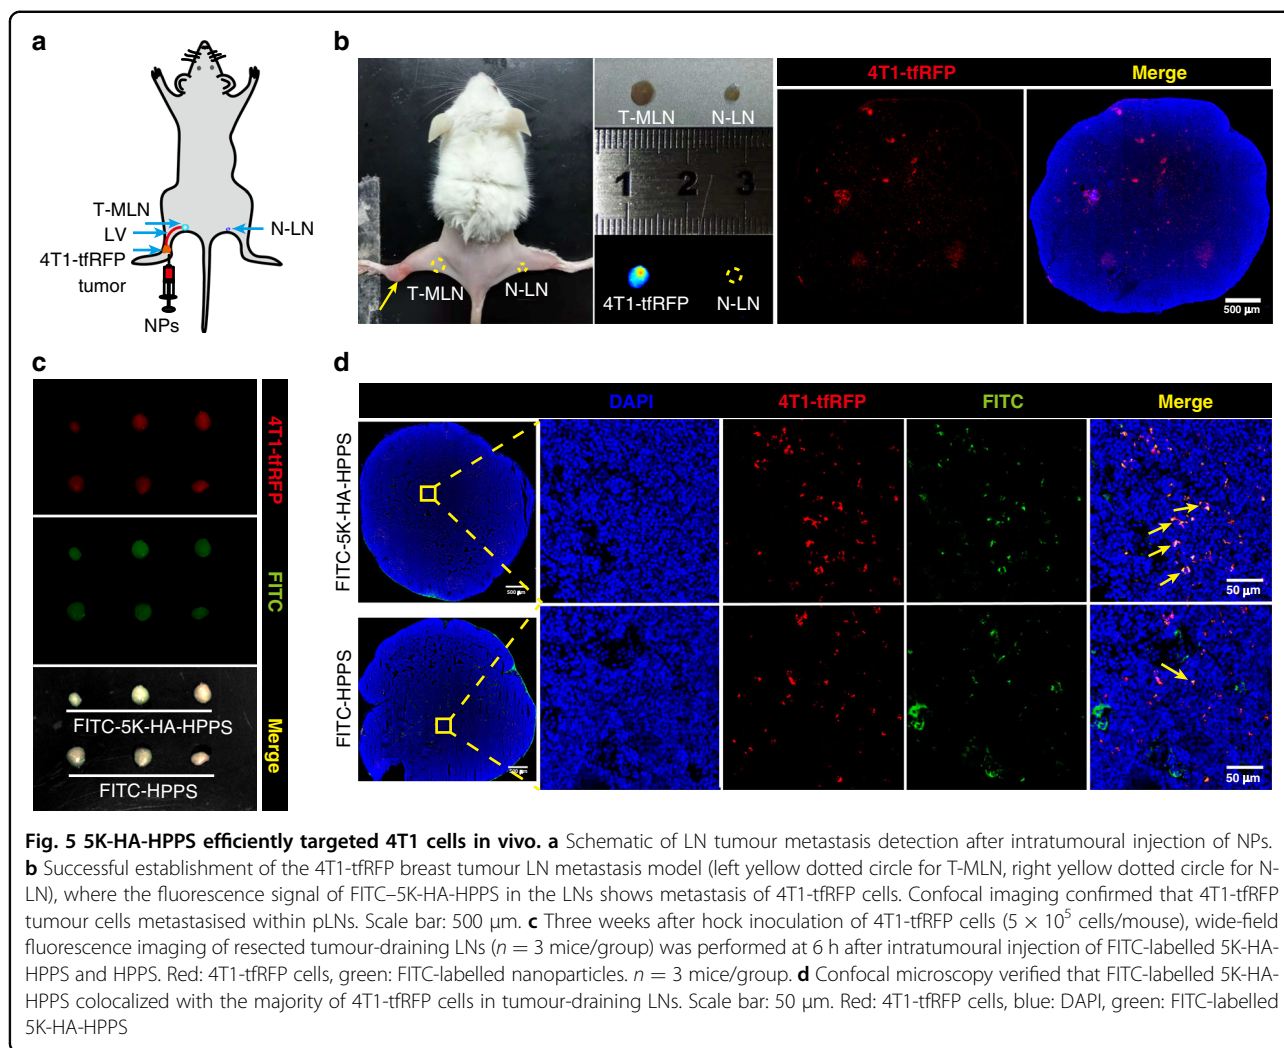 a
T-MLN
LV
4T1-tfRFP
tumor
NPs
N-LN
b
T-MLN
N-LN
T-MLN
N-LN
1 2 3
4T1-tfRFP
N-LN
4T1-tfRFP
Merge
500 μm
c
4T1-tfRFP
FITC
Merge
FITC-5K-HA-HPPS
FITC-HPPS
d
DAPI
4T1-tfRFP
FITC
Merge
FITC-5K-HA-HPPS
500 μm
50 μm
FITC-HPPS
500 μm
50 μm
Fig. 5 5K-HA-HPPS efficiently targeted 4T1 cells in vivo. a Schematic of LN tumour metastasis detection after intratumoural injection of NPs.
b Successful establishment of the 4T1-tfRFP breast tumour LN metastasis model (left yellow dotted circle for T-MLN, right yellow dotted circle for N-
LN), where the fluorescence signal of FITC–5K-HA-HPPS in the LNs shows metastasis of 4T1-tfRFP cells. Confocal imaging confirmed that 4T1-tfRFP
tumour cells metastasised within pLNs. Scale bar: 500 μm. c Three weeks after hock inoculation of 4T1-tfRFP cells (5 × 10⁵ cells/mouse), wide-field
fluorescence imaging of resected tumour-draining LNs (n = 3 mice/group) was performed at 6 h after intratumoural injection of FITC-labelled 5K-HA-
HPPS and HPPS. Red: 4T1-tfRFP cells, green: FITC-labelled nanoparticles. n = 3 mice/group. d Confocal microscopy verified that FITC-labelled 5K-HA-
HPPS colocalized with the majority of 4T1-tfRFP cells in tumour-draining LNs. Scale bar: 50 μm. Red: 4T1-tfRFP cells, blue: DAPI, green: FITC-labelled
5K-HA-HPPS